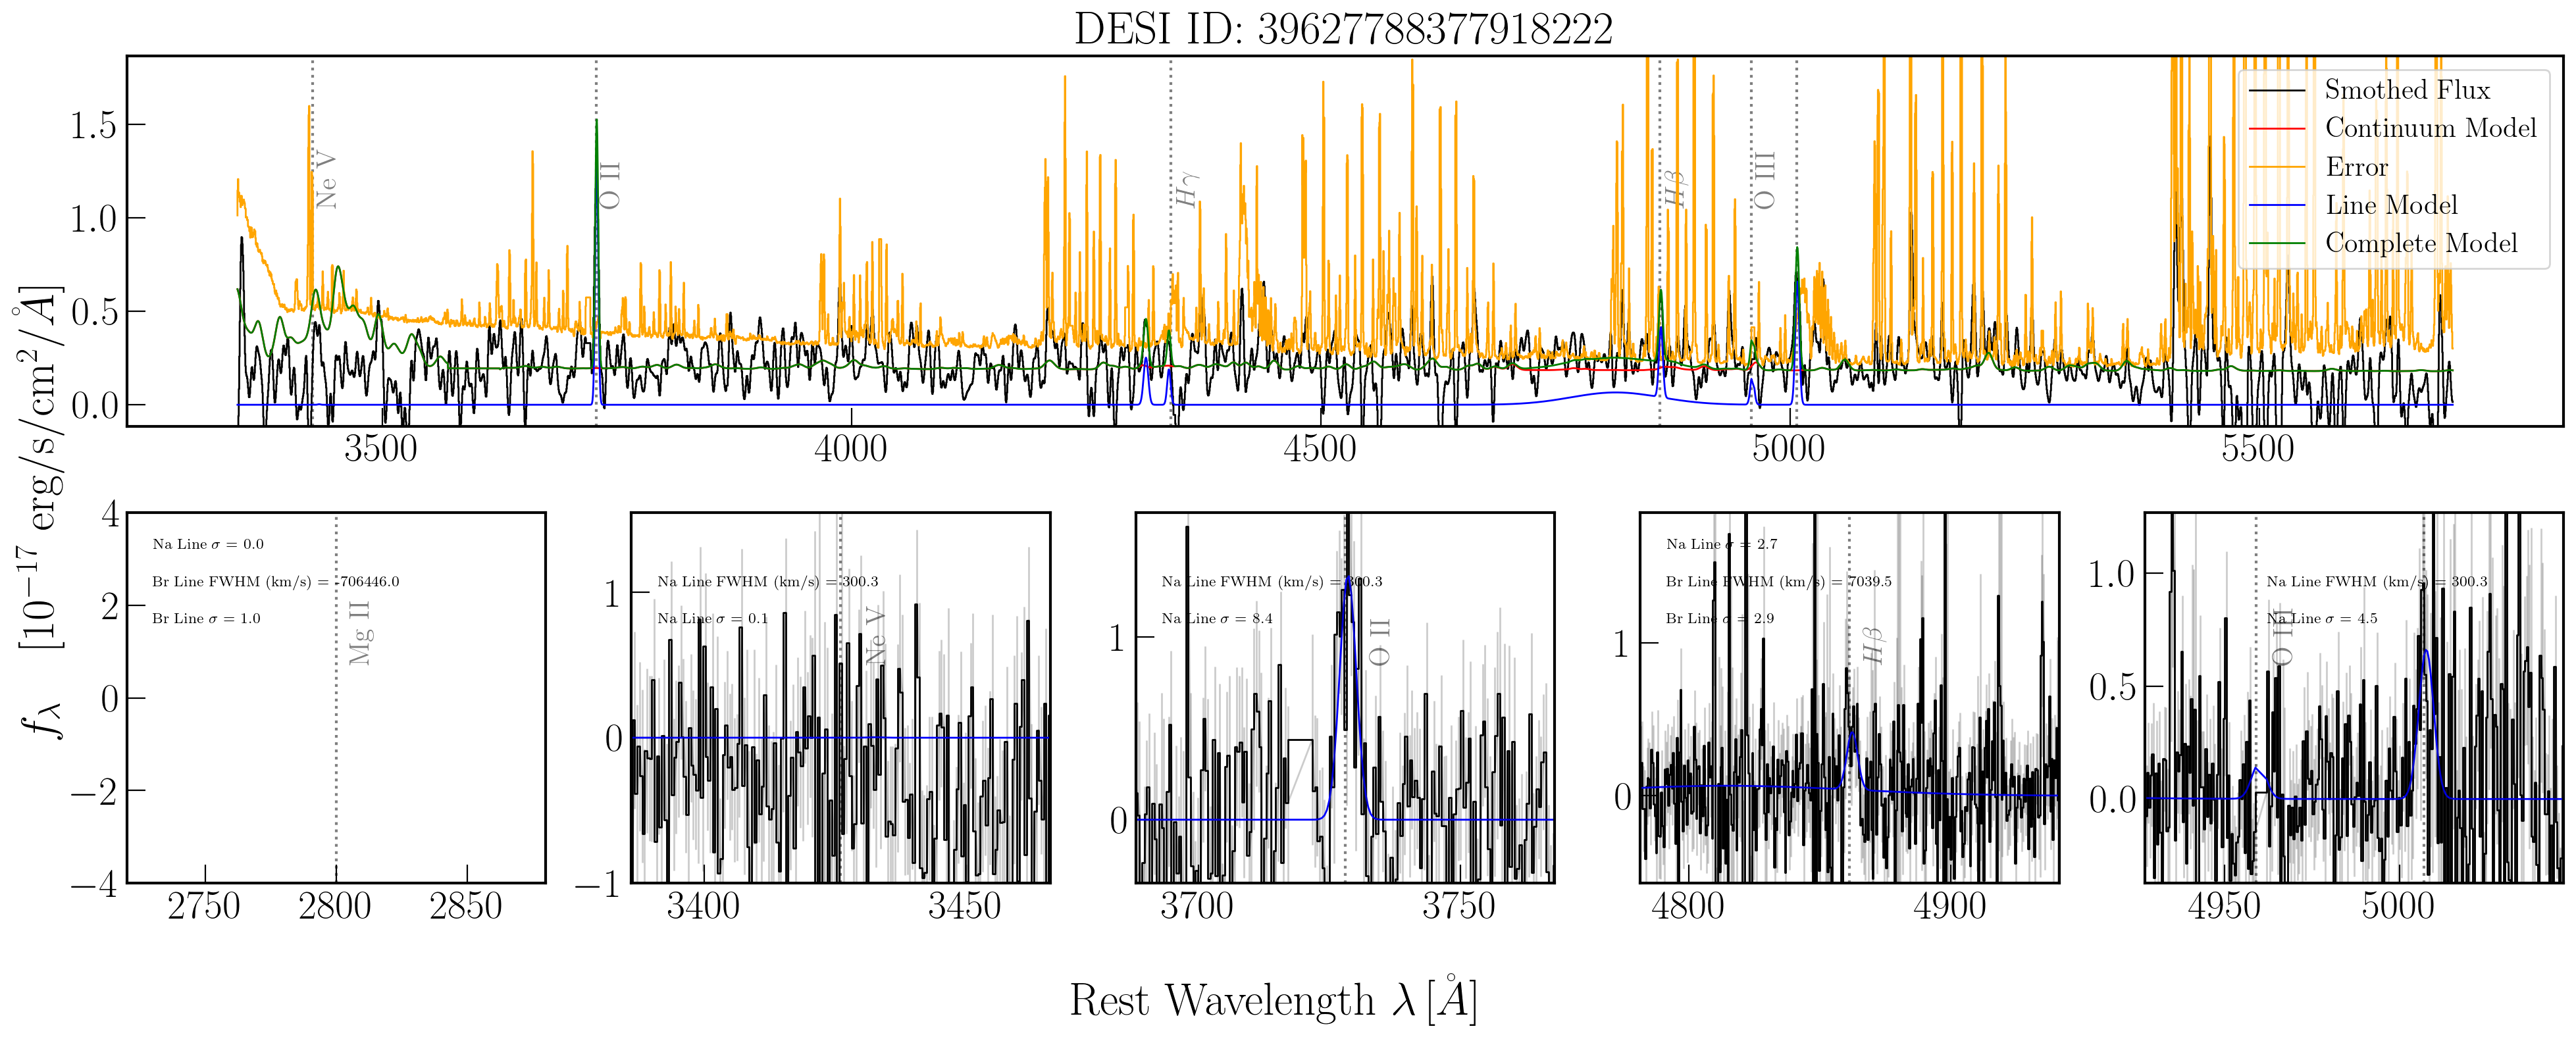 DESI ID: 39627788377918222
Smothed Flux
Continuum Model
Error
Line Model
Complete Model
Ne V
O II
Hγ
Hβ
O III
1.5
1.0
0.5
0.0
3500
4000
4500
5000
5500
f_λ [10^{-17} erg/s/cm^2/Å]
4
2
0
−2
−4
Na Line σ = 0.0
Br Line FWHM (km/s) = -706446.0
Br Line σ = 1.0
Mg II
2750
2800
2850
1
0
−1
Na Line FWHM (km/s) = 300.3
Na Line σ = 0.1
Ne V
3400
3450
1
0
Na Line FWHM (km/s) = 300.3
Na Line σ = 8.4
O II
3700
3750
1
0
Na Line σ = 2.7
Br Line FWHM (km/s) = 7039.5
Br Line σ = 2.9
Hβ
4800
4900
1.0
0.5
0.0
Na Line FWHM (km/s) = 300.3
Na Line σ = 4.5
O III
4950
5000
Rest Wavelength λ [Å]